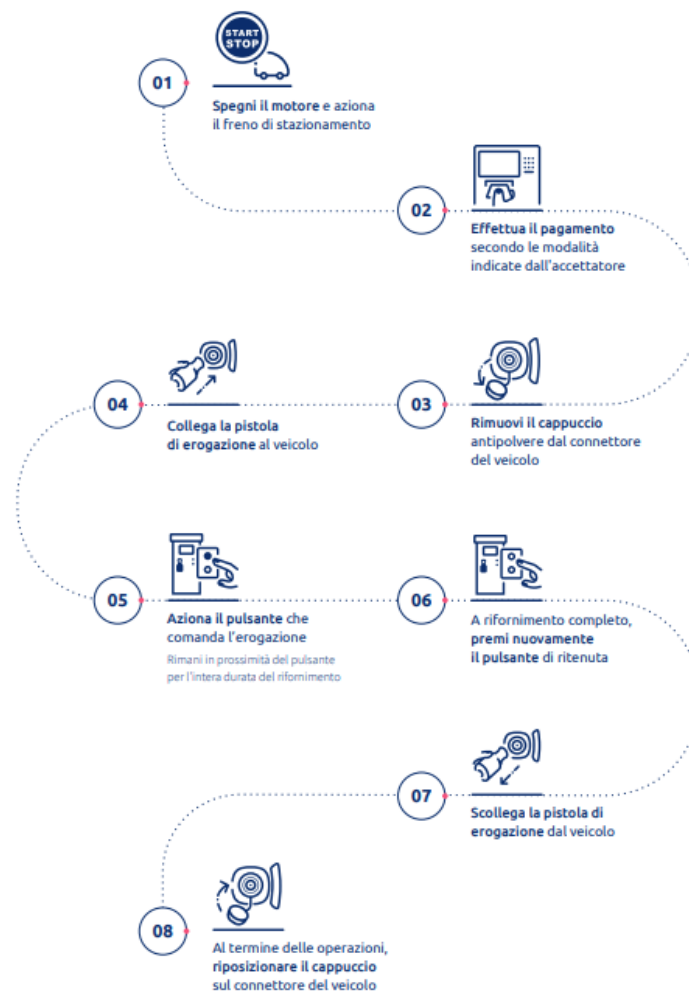 START
STOP
01
Spegni il motore e aziona
il freno di stazionamento
02
Effettua il pagamento
secondo le modalità
indicate dall'accettatore
03
Rimuovi il cappuccio
antipolvere dal connettore
del veicolo
04
Collega la pistola
di erogazione al veicolo
05
Aziona il pulsante che
comanda l'erogazione
Rimani in prossimità del pulsante
per l'intera durata del rifornimento
06
A rifornimento completo,
premi nuovamente
il pulsante di ritenuta
07
Scollega la pistola di
erogazione dal veicolo
08
Al termine delle operazioni,
riposizionare il cappuccio
sul connettore del veicolo